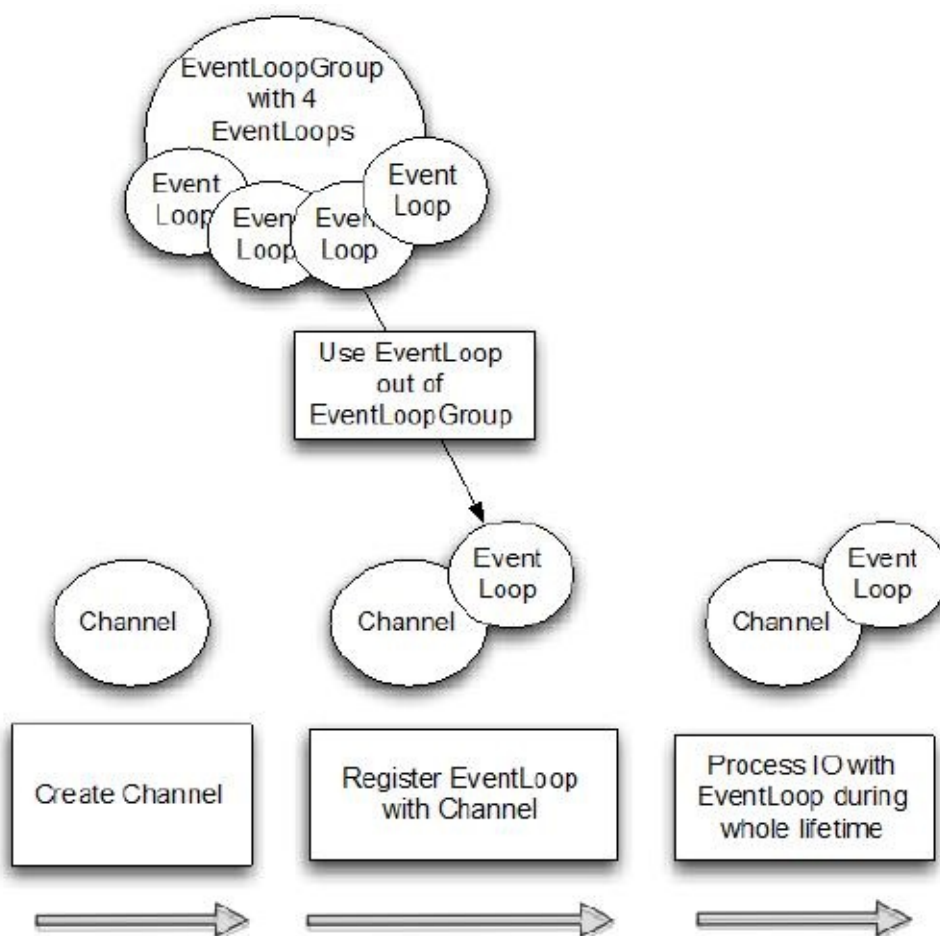 EventLoopGroup
with 4
EventLoops
Event
Loop
Event
Loop
Event
Loop
Event
Loop
Use EventLoop
out of
EventLoopGroup
Channel
Channel
Event
Loop
Channel
Event
Loop
Create Channel
Register EventLoop
with Channel
Process IO with
EventLoop during
whole lifetime